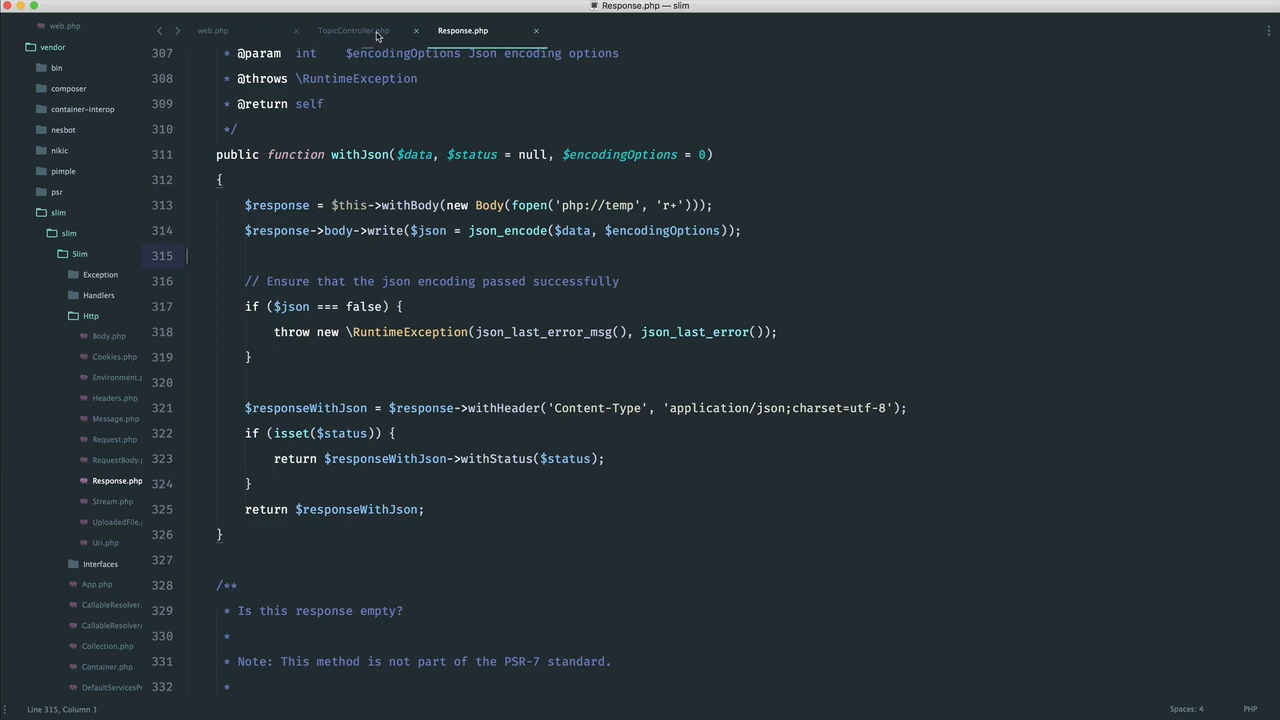 Response.php — slim
web.php
vendor
bin
composer
container-interop
nesbot
nikic
pimple
psr
slim
slim
Slim
Exception
Handlers
Http
Body.php
Cookies.php
Environment.p
Headers.php
Message.php
Request.php
RequestBody.p
Response.php
Stream.php
UploadedFile.p
Uri.php
Interfaces
App.php
CallableResolver.
CallableResolverA
Collection.php
Container.php
DefaultServicesPr
web.php
TopicController.php
Response.php
307 * @param int $encodingOptions Json encoding options
308 * @throws \RuntimeException
309 * @return self
310 */
311 public function withJson($data, $status = null, $encodingOptions = 0)
312 {
313 $response = $this->withBody(new Body(fopen('php://temp', 'r+')));
314 $response->body->write($json = json_encode($data, $encodingOptions));
315
316 // Ensure that the json encoding passed successfully
317 if ($json === false) {
318 throw new \RuntimeException(json_last_error_msg(), json_last_error());
319 }
320
321 $responseWithJson = $response->withHeader('Content-Type', 'application/json;charset=utf-8');
322 if (isset($status)) {
323 return $responseWithJson->withStatus($status);
324 }
325 return $responseWithJson;
326 }
327
328 /**
329 * Is this response empty?
330 *
331 * Note: This method is not part of the PSR-7 standard.
332 *
Line 315, Column 1
Spaces: 4
PHP